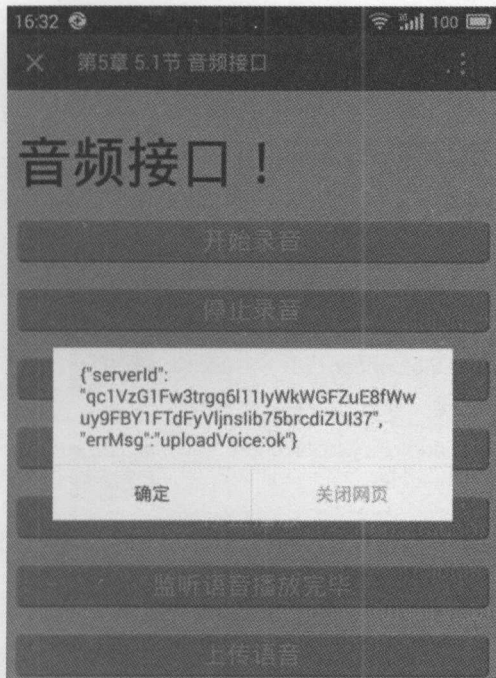 16:32 100
第5章 5.1节 音频接口
音频接口！
开始录音
停止录音
{"serverId":
"qc1VzG1Fw3trgq6l11IyWkWGFZuE8fWw
uy9FBY1FTdFyVljnslib75brcdiZUl37",
"errMsg":"uploadVoice:ok"}
确定 关闭网页
监听语音播放完毕
上传语音